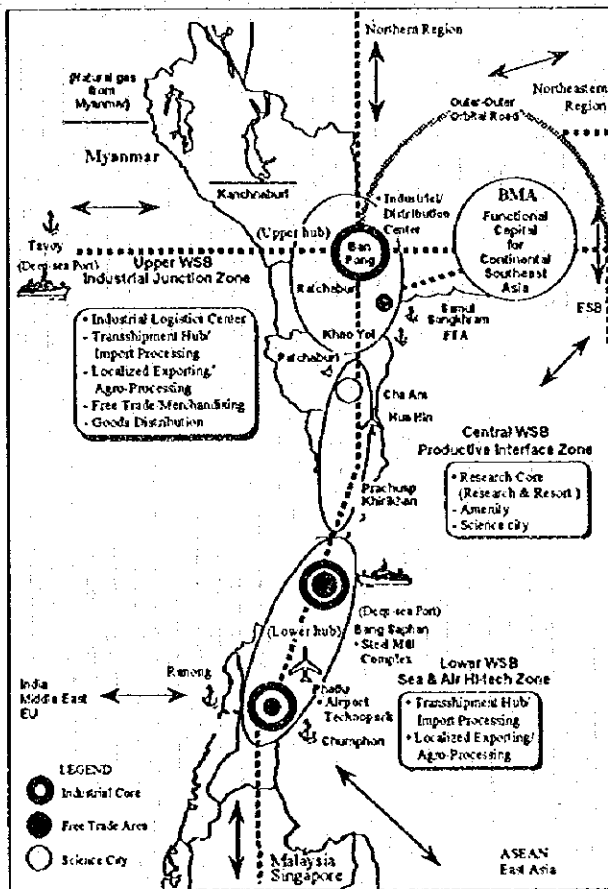 Northern Region
(Natural gas
from
Myanmar)
Outer-Outer
Orbital Road
Northeastern
Region
Myanmar
Kanchnaburi
• Industrial/
Distribution
Center
BMA
Functional
Capital
for
Continental
Southeast
Asia
(Upper hub)
Ban
Pong
Tavoy
(Deep-sea Port)
Upper WSB
Industrial Junction Zone
Ratchaburi
ESB
Samut
Songkhram
FTA
• Industrial Logistics Center
- Transshipment Hub/
Import Processing
- Localized Exporting/
Agro-Processing
- Free Trade Merchandizing
- Goods Distribution
Khao Yoi
Petchaburi
Cha Am
Hua Hin
Central WSB
Productive Interface Zone
• Research Core
(Research & Resort)
- Amenity
- Science city
Prachuap
Khirikhan
(Deep-sea Port)
Bang Saphan
• Steel Mill
Complex
(Lower hub)
Lower WSB
Sea & Air Hi-tech Zone
• Transshipment Hub/
Import Processing
• Localized Exporting/
Agro-Processing
Ranong
India
Middle East
EU
• Airport
Technopark
Chumphon
LEGEND
Industrial Core
Free Trade Area
Science City
Malaysia
Singapore
ASEAN
East Asia